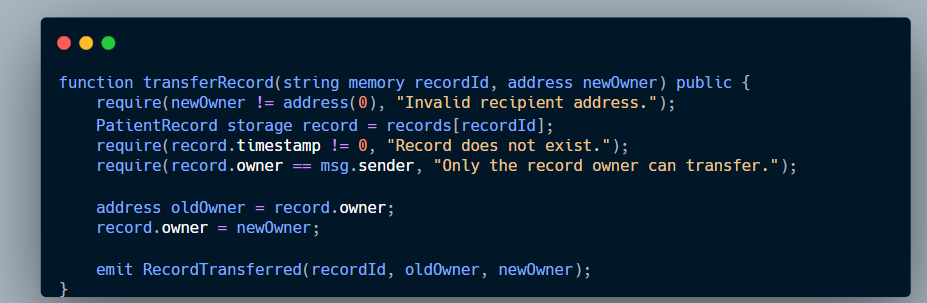 function transferRecord(string memory recordId, address newOwner) public {
    require(newOwner != address(0), "Invalid recipient address.");
    PatientRecord storage record = records[recordId];
    require(record.timestamp != 0, "Record does not exist.");
    require(record.owner == msg.sender, "Only the record owner can transfer.");

    address oldOwner = record.owner;
    record.owner = newOwner;

    emit RecordTransferred(recordId, oldOwner, newOwner);
}